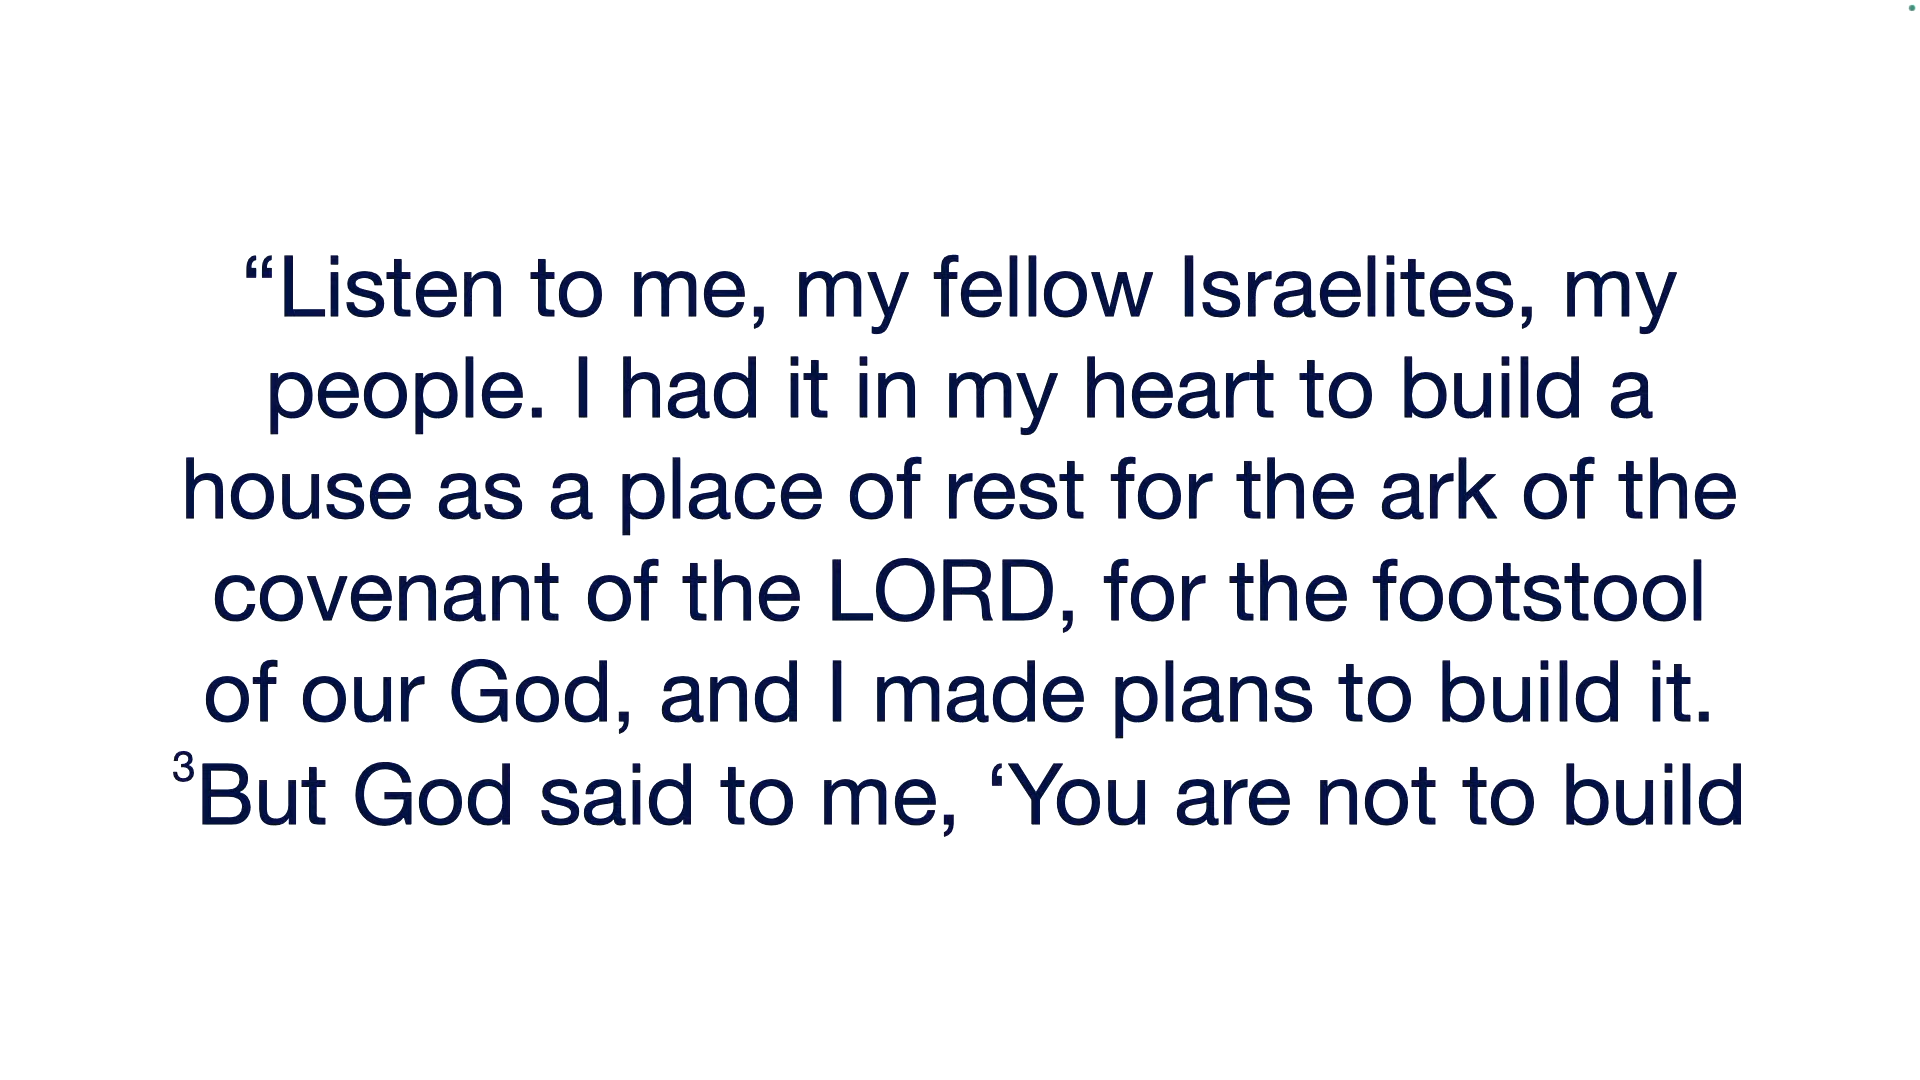 “Listen to me, my fellow Israelites, my
people. I had it in my heart to build a
house as a place of rest for the ark of the
covenant of the LORD, for the footstool
of our God, and I made plans to build it.
³But God said to me, ‘You are not to build